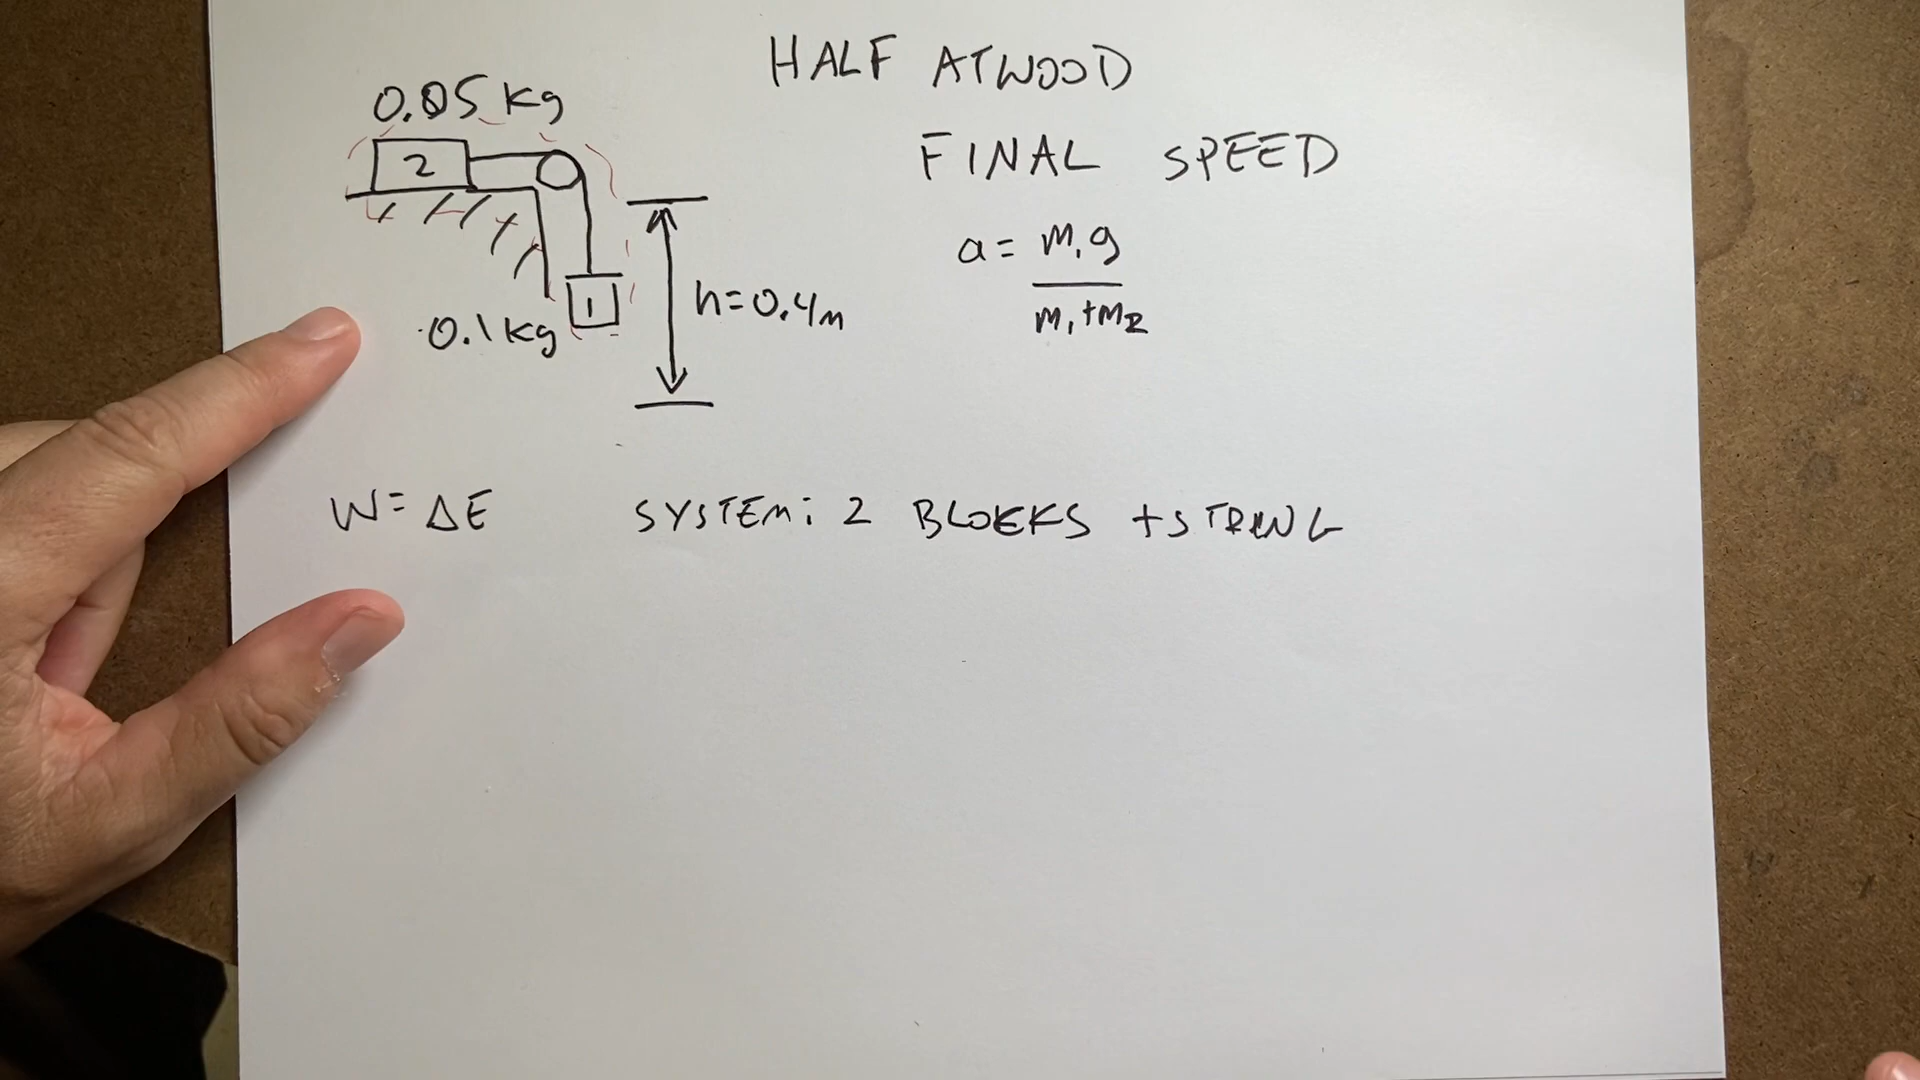 HALF ATWOOD
FINAL SPEED
0.05 kg
2
1
0.1kg
h=0.4m
a = m1g
m1+m2
W = ΔE
SYSTEM: 2 BLOCKS + STRING